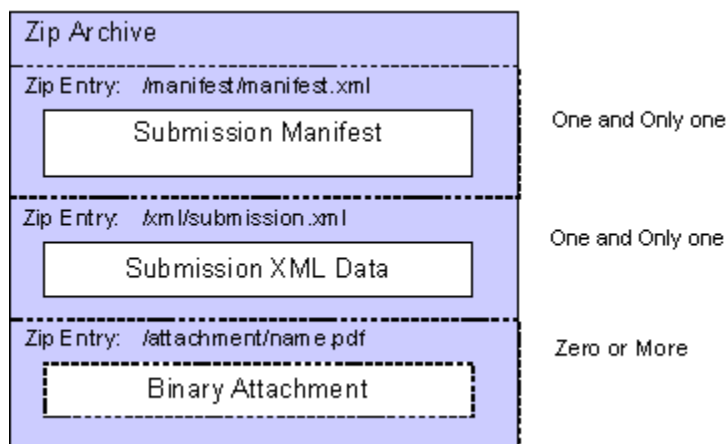 Zip Archive
Zip Entry: /manifest/manifest.xml
One and Only one
Submission Manifest
Zip Entry: /xml/submission.xml
One and Only one
Submission XML Data
Zip Entry: /attachment/name.pdf
Zero or More
Binary Attachment